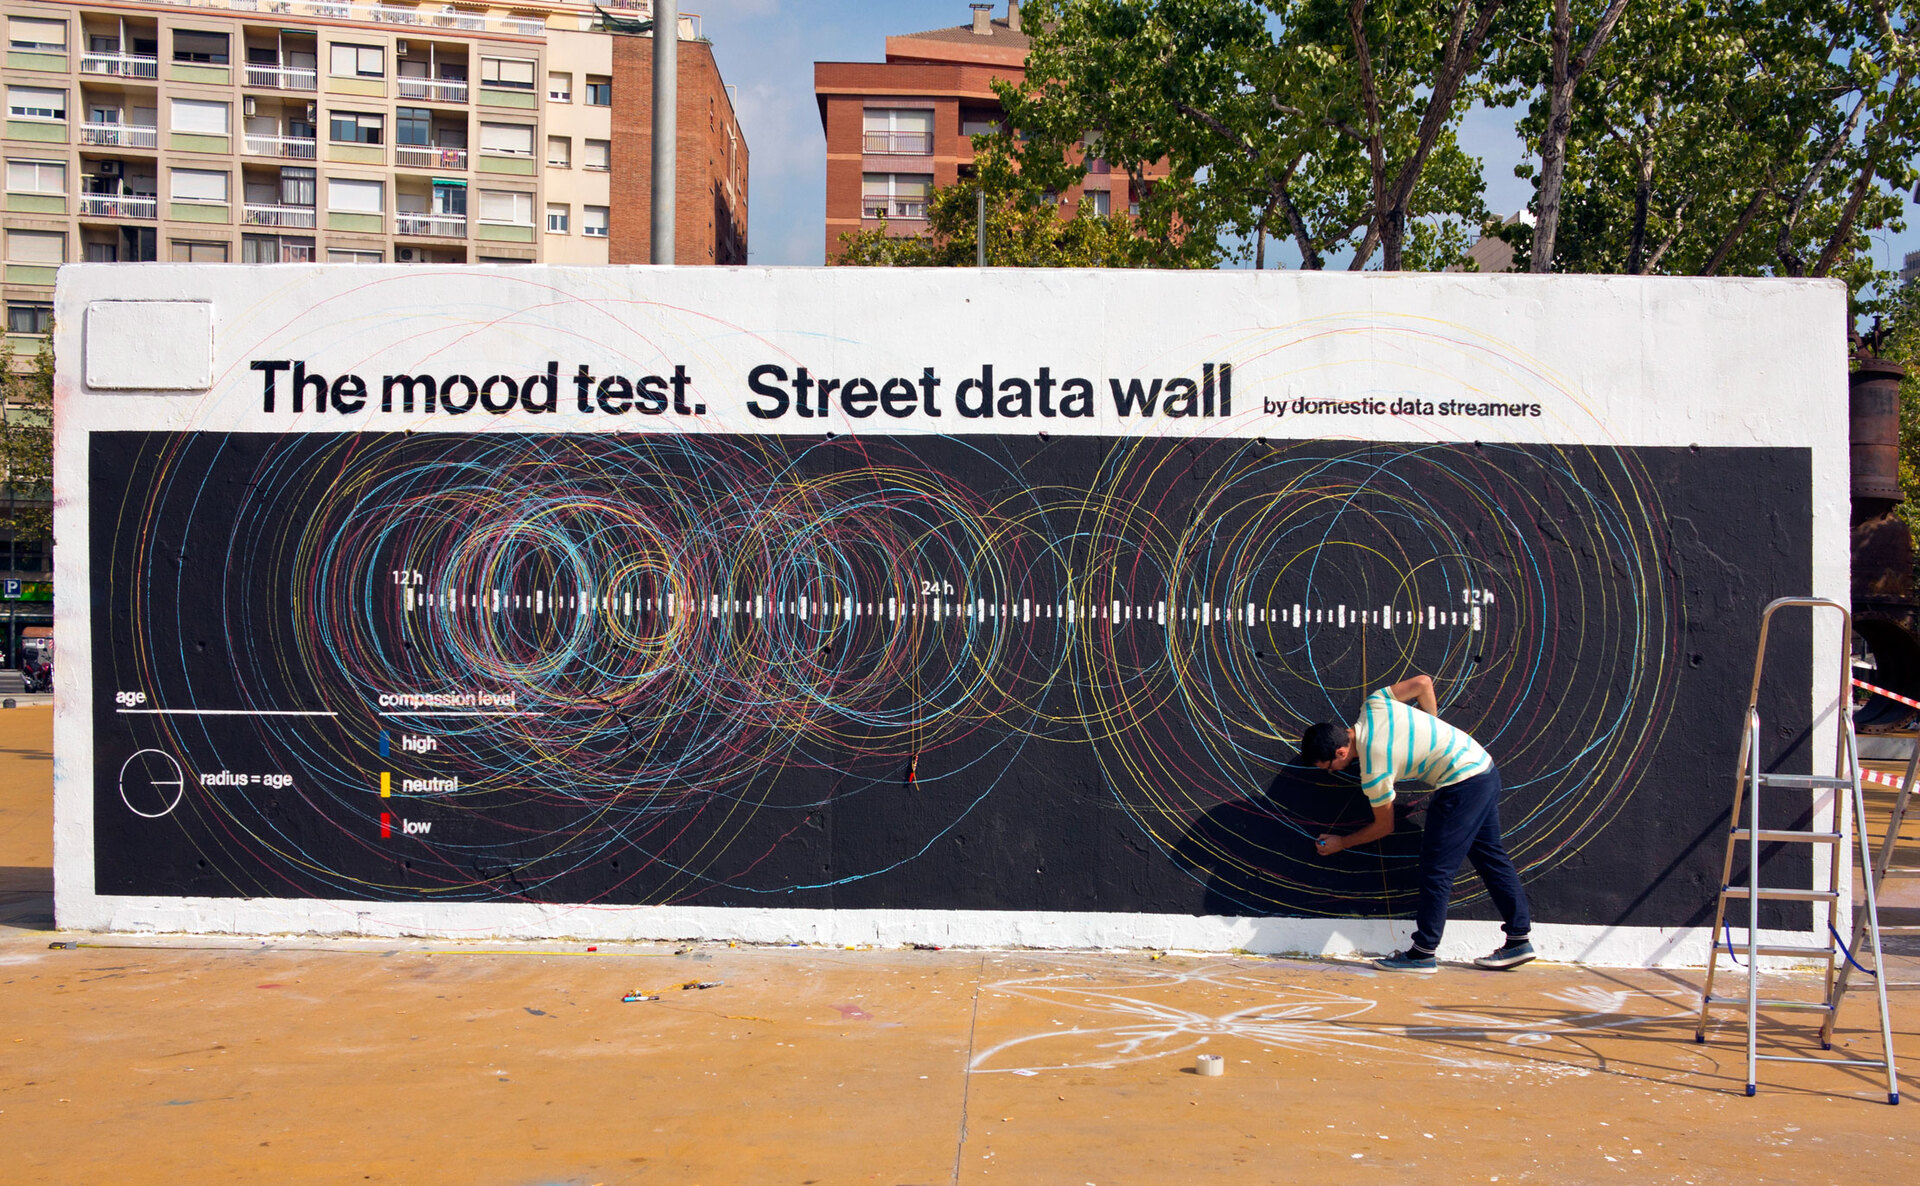 The mood test. Street data wall by domestic data streamers
12 h
24 h
12 h
age
radius = age
compassion level
high
neutral
low
P